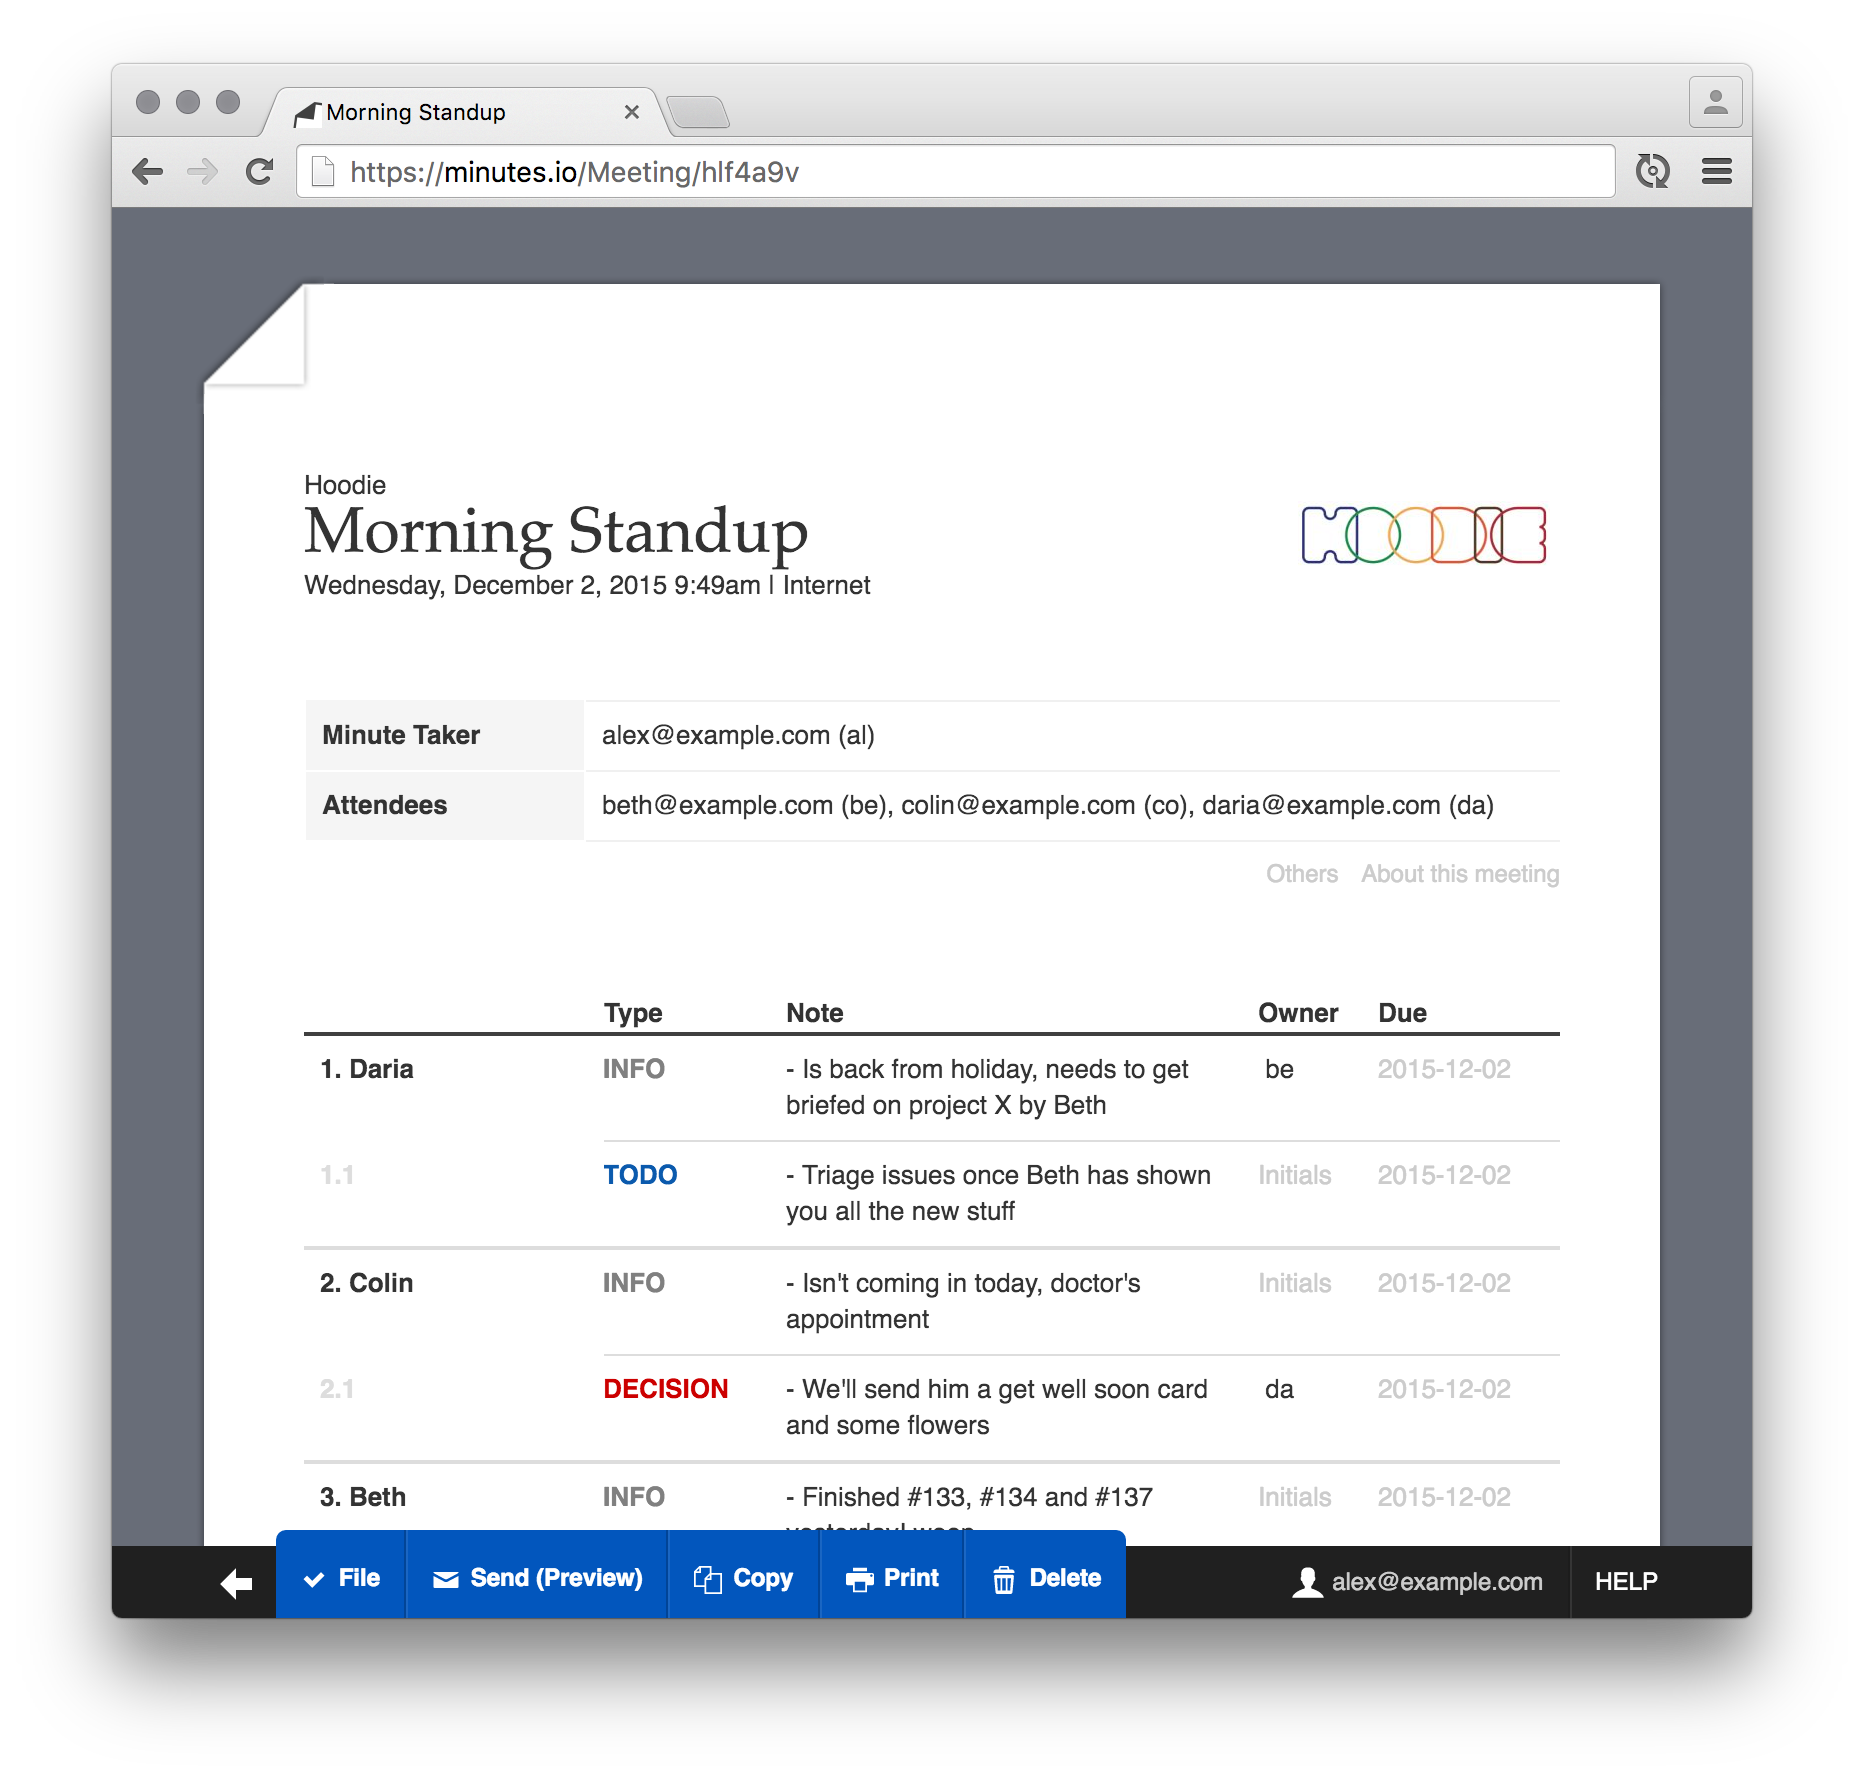 Morning Standup
https://minutes.io/Meeting/hlf4a9v
Hoodie
Morning Standup
HOODIE
Wednesday, December 2, 2015 9:49am | Internet
Minute Taker alex@example.com (al)
Attendees beth@example.com (be), colin@example.com (co), daria@example.com (da)
Others About this meeting
Type Note Owner Due
1. Daria INFO - Is back from holiday, needs to get be 2015-12-02
briefed on project X by Beth
1.1 TODO - Triage issues once Beth has shown Initials 2015-12-02
you all the new stuff
2. Colin INFO - Isn't coming in today, doctor's Initials 2015-12-02
appointment
2.1 DECISION - We'll send him a get well soon card da 2015-12-02
and some flowers
3. Beth INFO - Finished #133, #134 and #137 Initials 2015-12-02
File Send (Preview) Copy Print Delete alex@example.com HELP